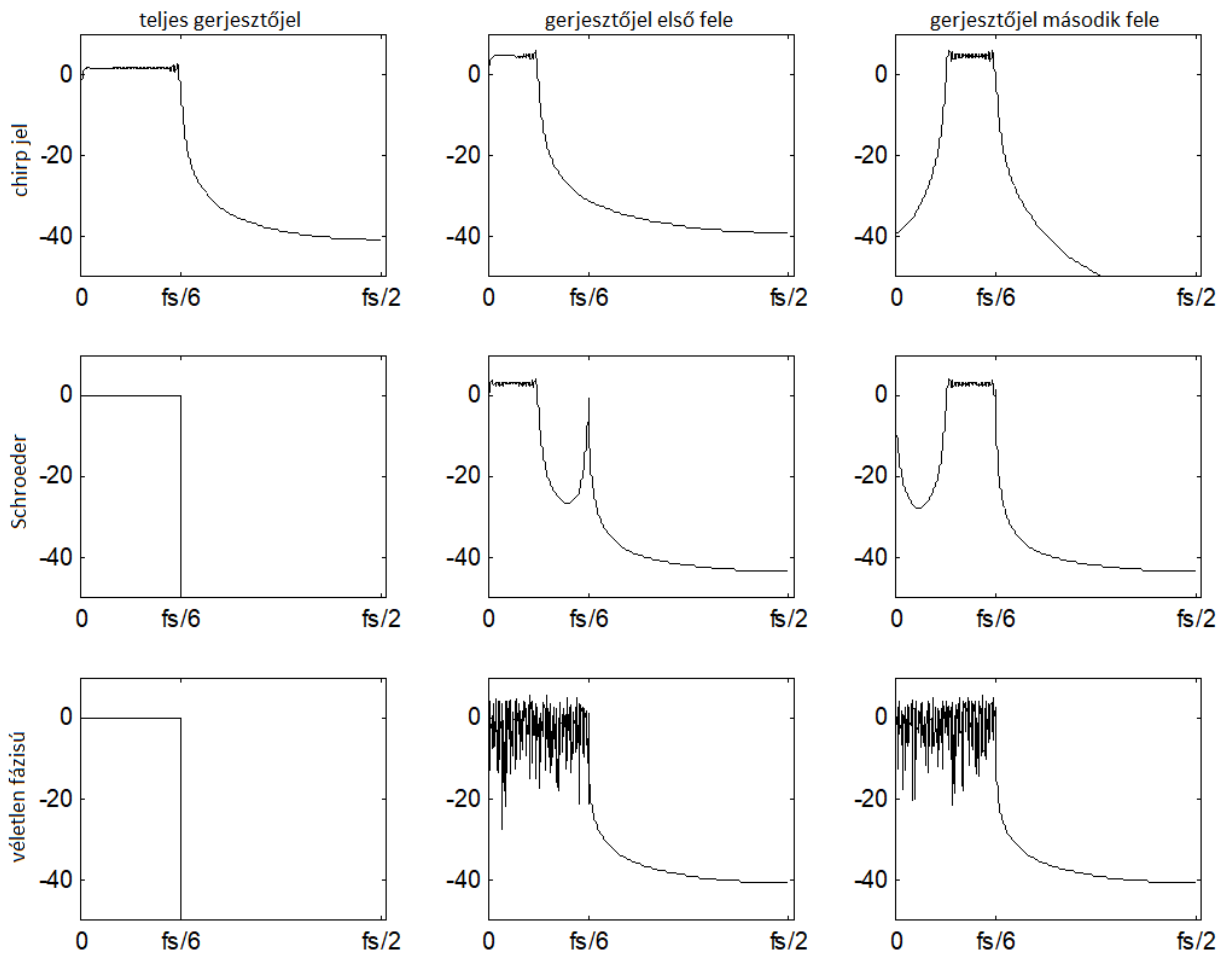 teljes gerjesztőjel
gerjesztőjel első fele
gerjesztőjel második fele
chirp jel
0
-20
-40
0
fs/6
fs/2
0
-20
-40
0
fs/6
fs/2
0
-20
-40
0
fs/6
fs/2
Schroeder
0
-20
-40
0
fs/6
fs/2
0
-20
-40
0
fs/6
fs/2
0
-20
-40
0
fs/6
fs/2
véletlen fázisú
0
-20
-40
0
fs/6
fs/2
0
-20
-40
0
fs/6
fs/2
0
-20
-40
0
fs/6
fs/2